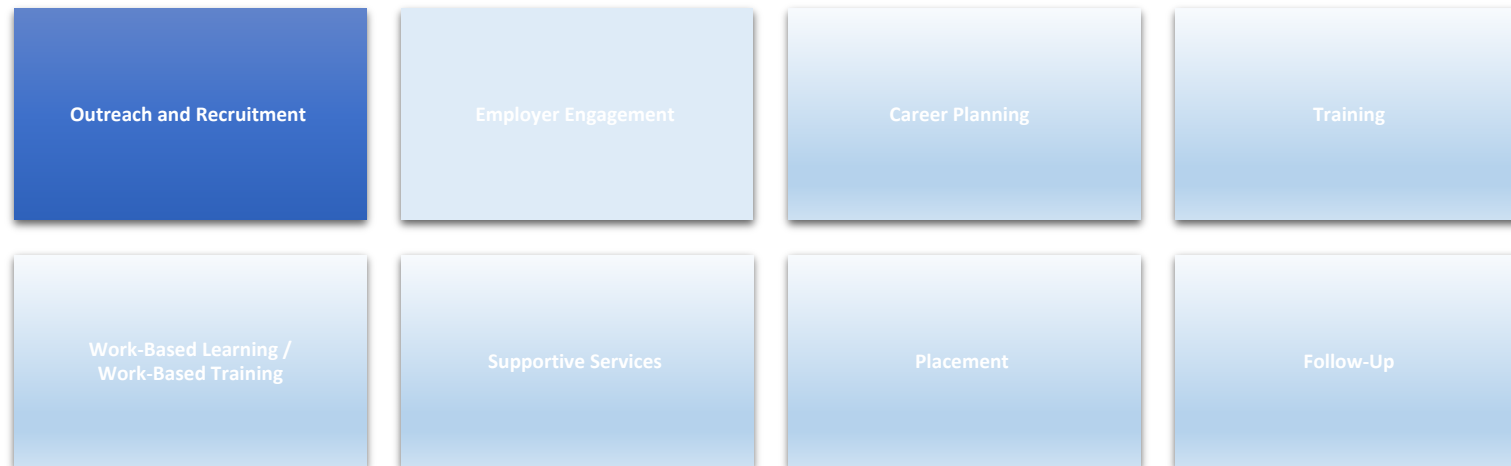 Outreach and Recruitment
Employer Engagement
Career Planning
Training
Work-Based Learning /
Work-Based Training
Supportive Services
Placement
Follow-Up